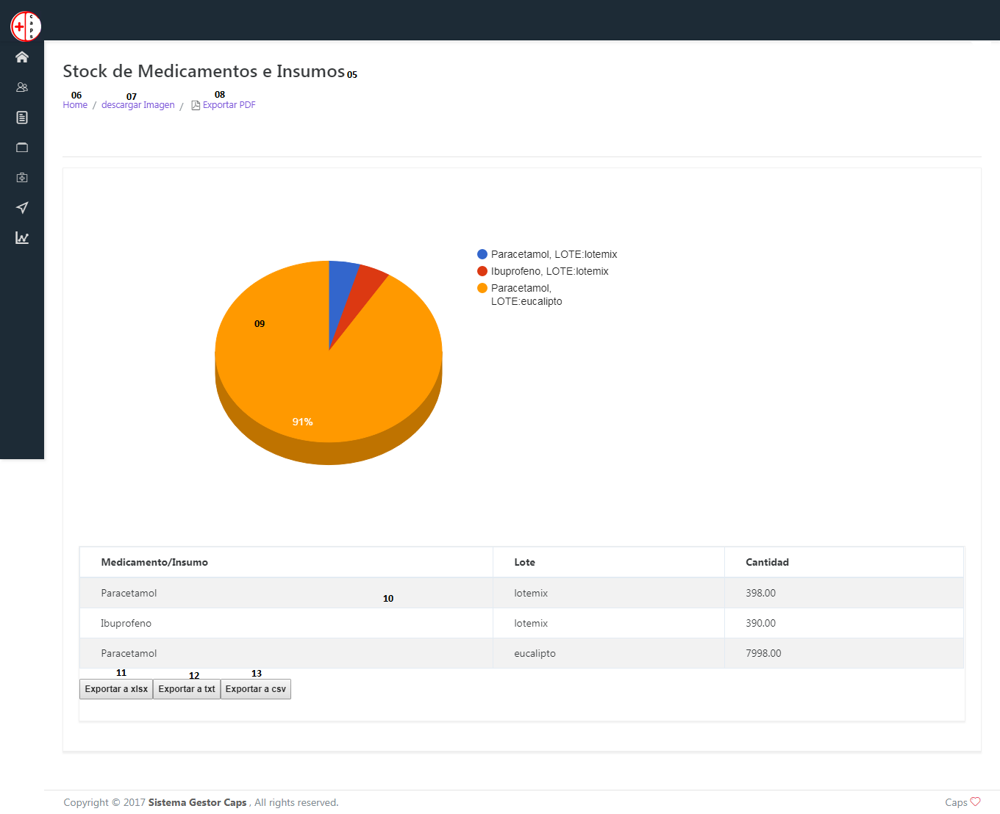 caps
Stock de Medicamentos e Insumos 05
06 07 08
Home / descargar Imagen / Exportar PDF
Paracetamol, LOTE:lotemix
Ibuprofeno, LOTE:lotemix
Paracetamol,
LOTE:eucalipto
09
91%
Medicamento/Insumo Lote Cantidad
Paracetamol 10 lotemix 398.00
Ibuprofeno lotemix 390.00
Paracetamol eucalipto 7998.00
11 12 13
Exportar a xlsx Exportar a txt Exportar a csv
Copyright © 2017 Sistema Gestor Caps , All rights reserved. Caps